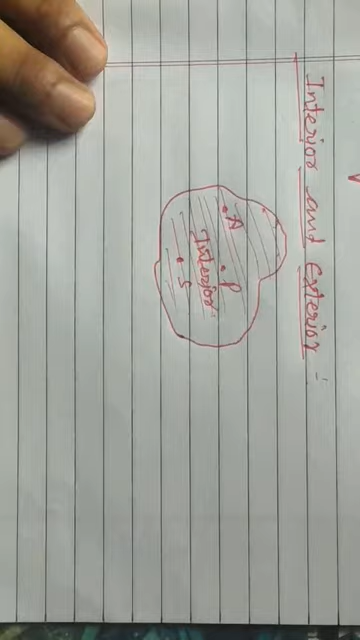 Interior and Exterior :-
.A
.P
Interior
.S